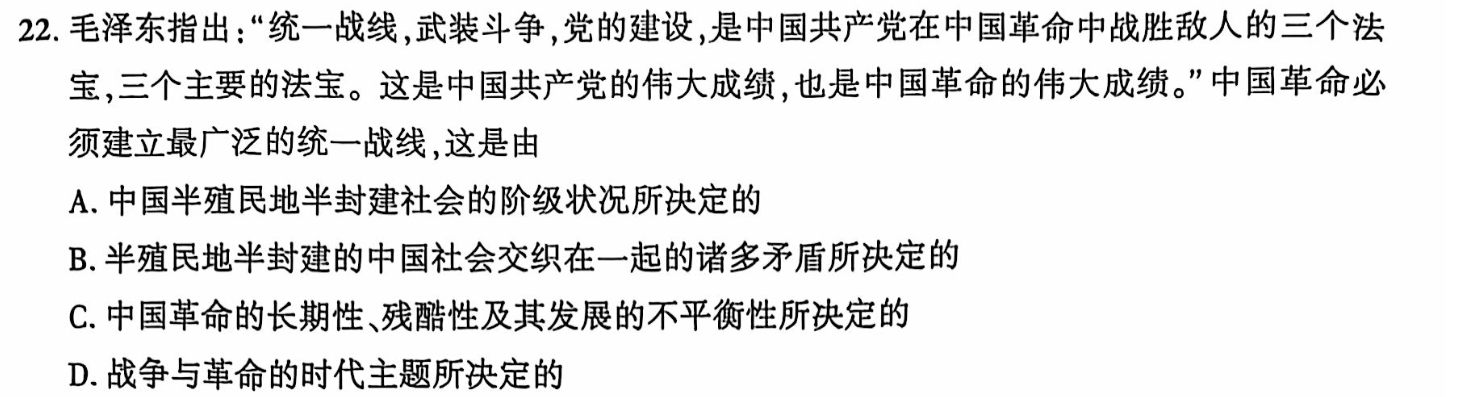 22. 毛泽东指出:“统一战线,武装斗争,党的建设,是中国共产党在中国革命中战胜敌人的三个法
宝,三个主要的法宝。这是中国共产党的伟大成绩,也是中国革命的伟大成绩。”中国革命必
须建立最广泛的统一战线,这是由
A. 中国半殖民地半封建社会的阶级状况所决定的
B. 半殖民地半封建的中国社会交织在一起的诸多矛盾所决定的
C. 中国革命的长期性、残酷性及其发展的不平衡性所决定的
D. 战争与革命的时代主题所决定的